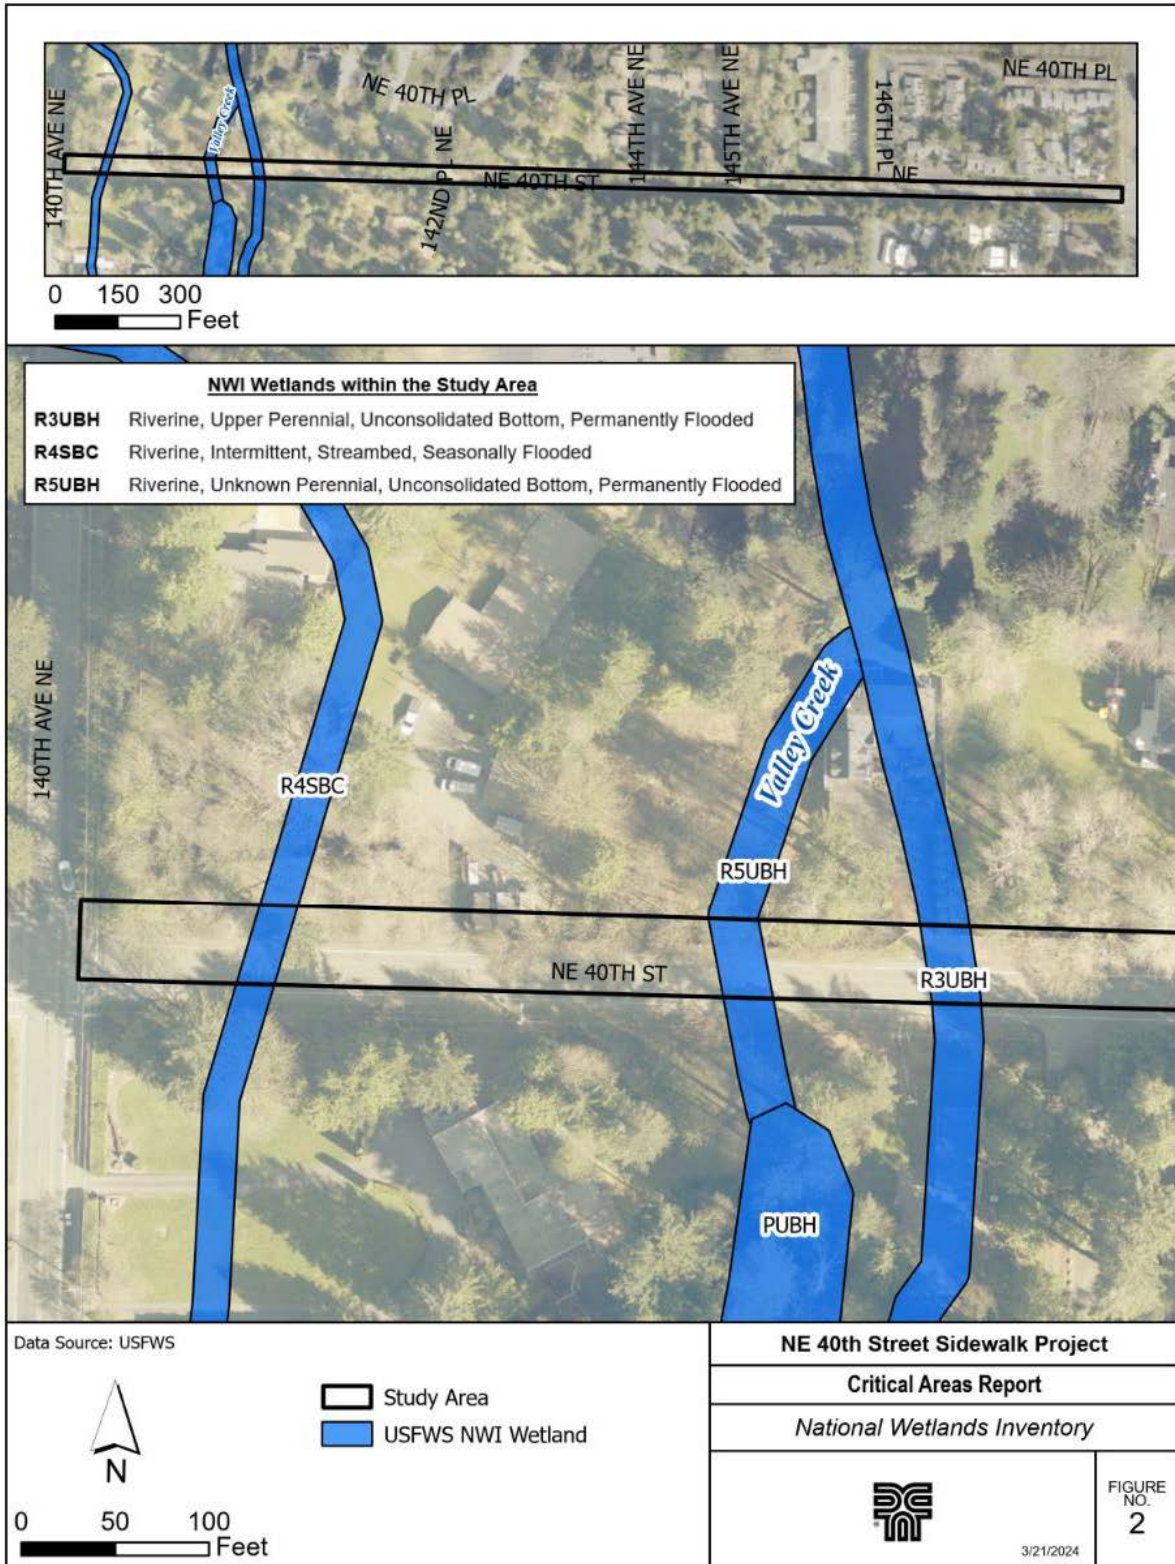 NE 40TH PL
NE 40TH PL
140TH AVE NE
Valley Creek
142ND PL NE
144TH AVE NE
145TH AVE NE
146TH PL
NE
NE 40TH ST
0 150 300
Feet
NWI Wetlands within the Study Area
R3UBH Riverine, Upper Perennial, Unconsolidated Bottom, Permanently Flooded
R4SBC Riverine, Intermittent, Streambed, Seasonally Flooded
R5UBH Riverine, Unknown Perennial, Unconsolidated Bottom, Permanently Flooded
140TH AVE NE
R4SBC
Valley Creek
R5UBH
NE 40TH ST
R3UBH
PUBH
Data Source: USFWS
N
0 50 100
Feet
Study Area
USFWS NWI Wetland
NE 40th Street Sidewalk Project
Critical Areas Report
National Wetlands Inventory
3/21/2024
FIGURE
NO.
2